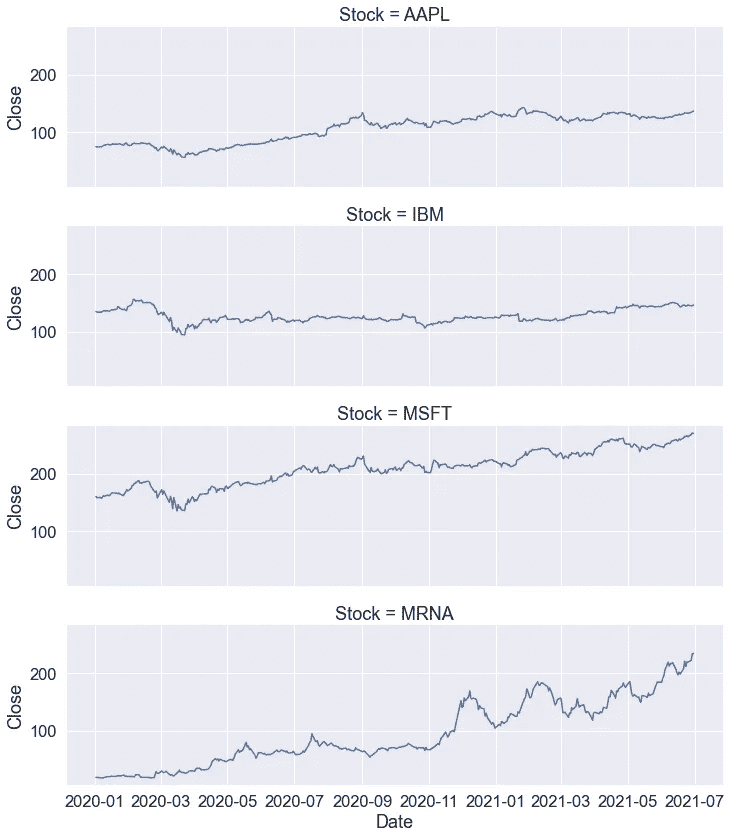 Stock = AAPL
200
Close
100
Stock = IBM
200
Close
100
Stock = MSFT
200
Close
100
Stock = MRNA
200
Close
100
2020-01 2020-03 2020-05 2020-07 2020-09 2020-11 2021-01 2021-03 2021-05 2021-07
Date